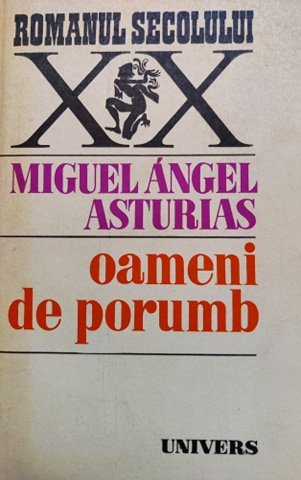 ROMANUL SECOLULUI
XX
MIGUEL ÁNGEL
ASTURIAS
oameni
de porumb
UNIVERS